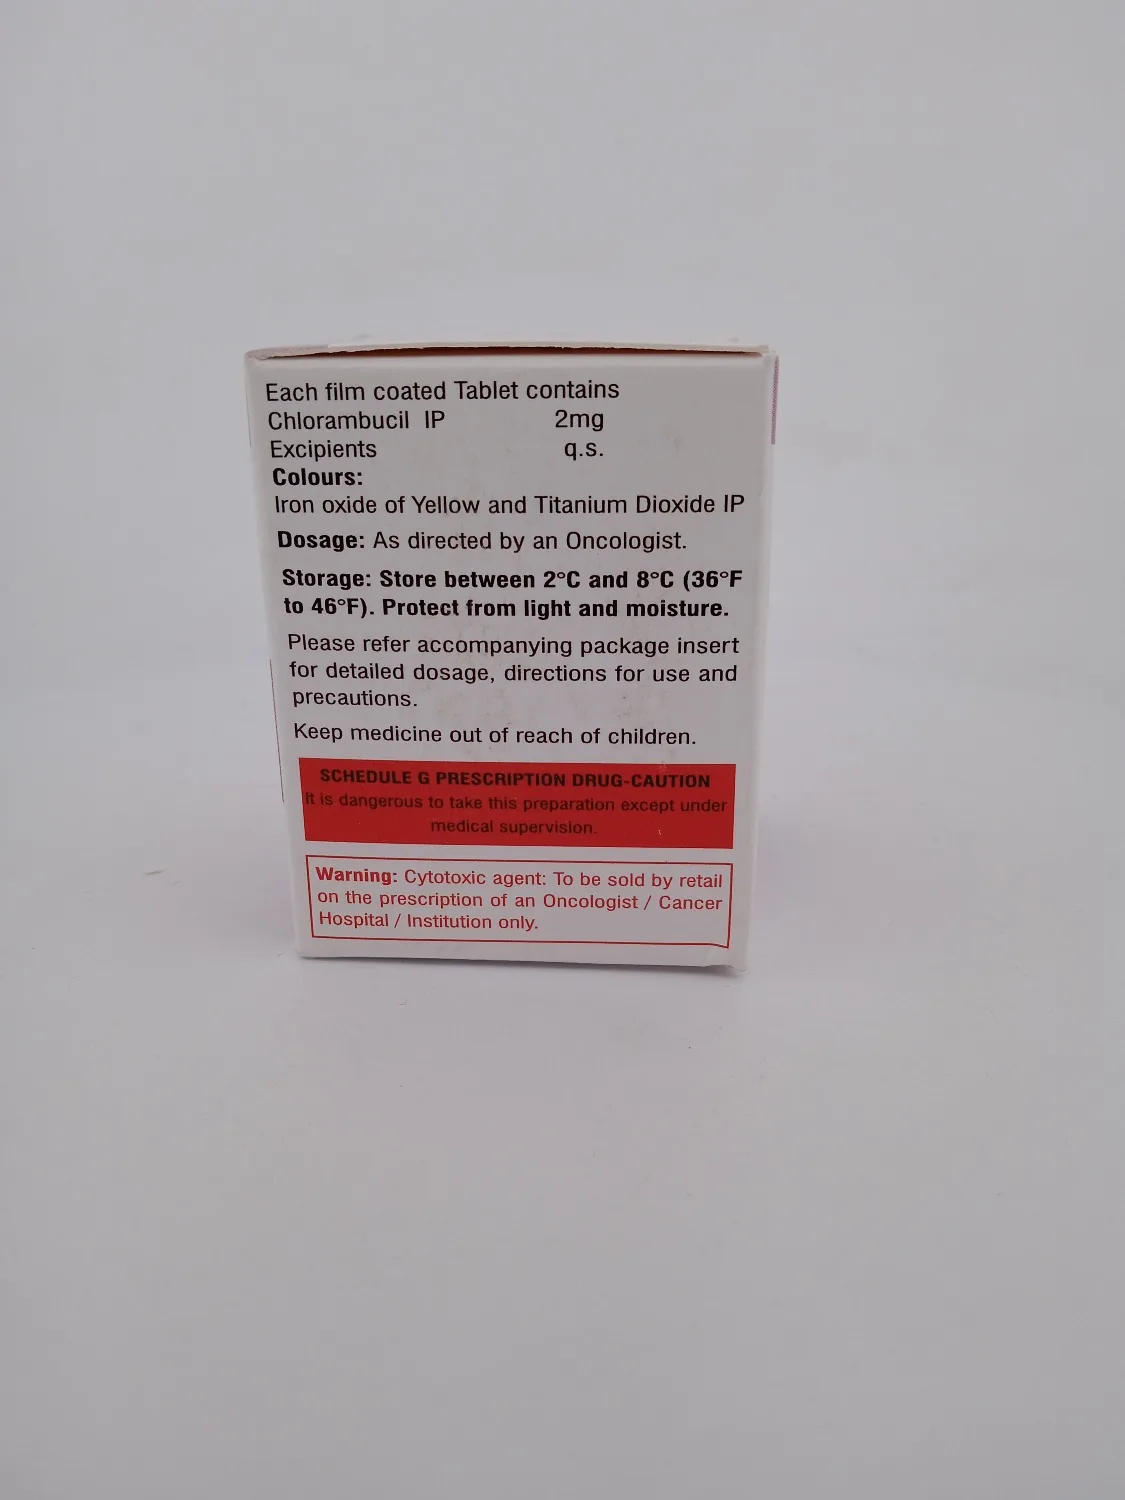 Each film coated Tablet contains
Chlorambucil IP 2mg
Excipients q.s.
Colours:
Iron oxide of Yellow and Titanium Dioxide IP
Dosage: As directed by an Oncologist.
Storage: Store between 2°C and 8°C (36°F
to 46°F). Protect from light and moisture.
Please refer accompanying package insert
for detailed dosage, directions for use and
precautions.
Keep medicine out of reach of children.
SCHEDULE G PRESCRIPTION DRUG-CAUTION
It is dangerous to take this preparation except under
medical supervision.
Warning: Cytotoxic agent: To be sold by retail
on the prescription of an Oncologist / Cancer
Hospital / Institution only.